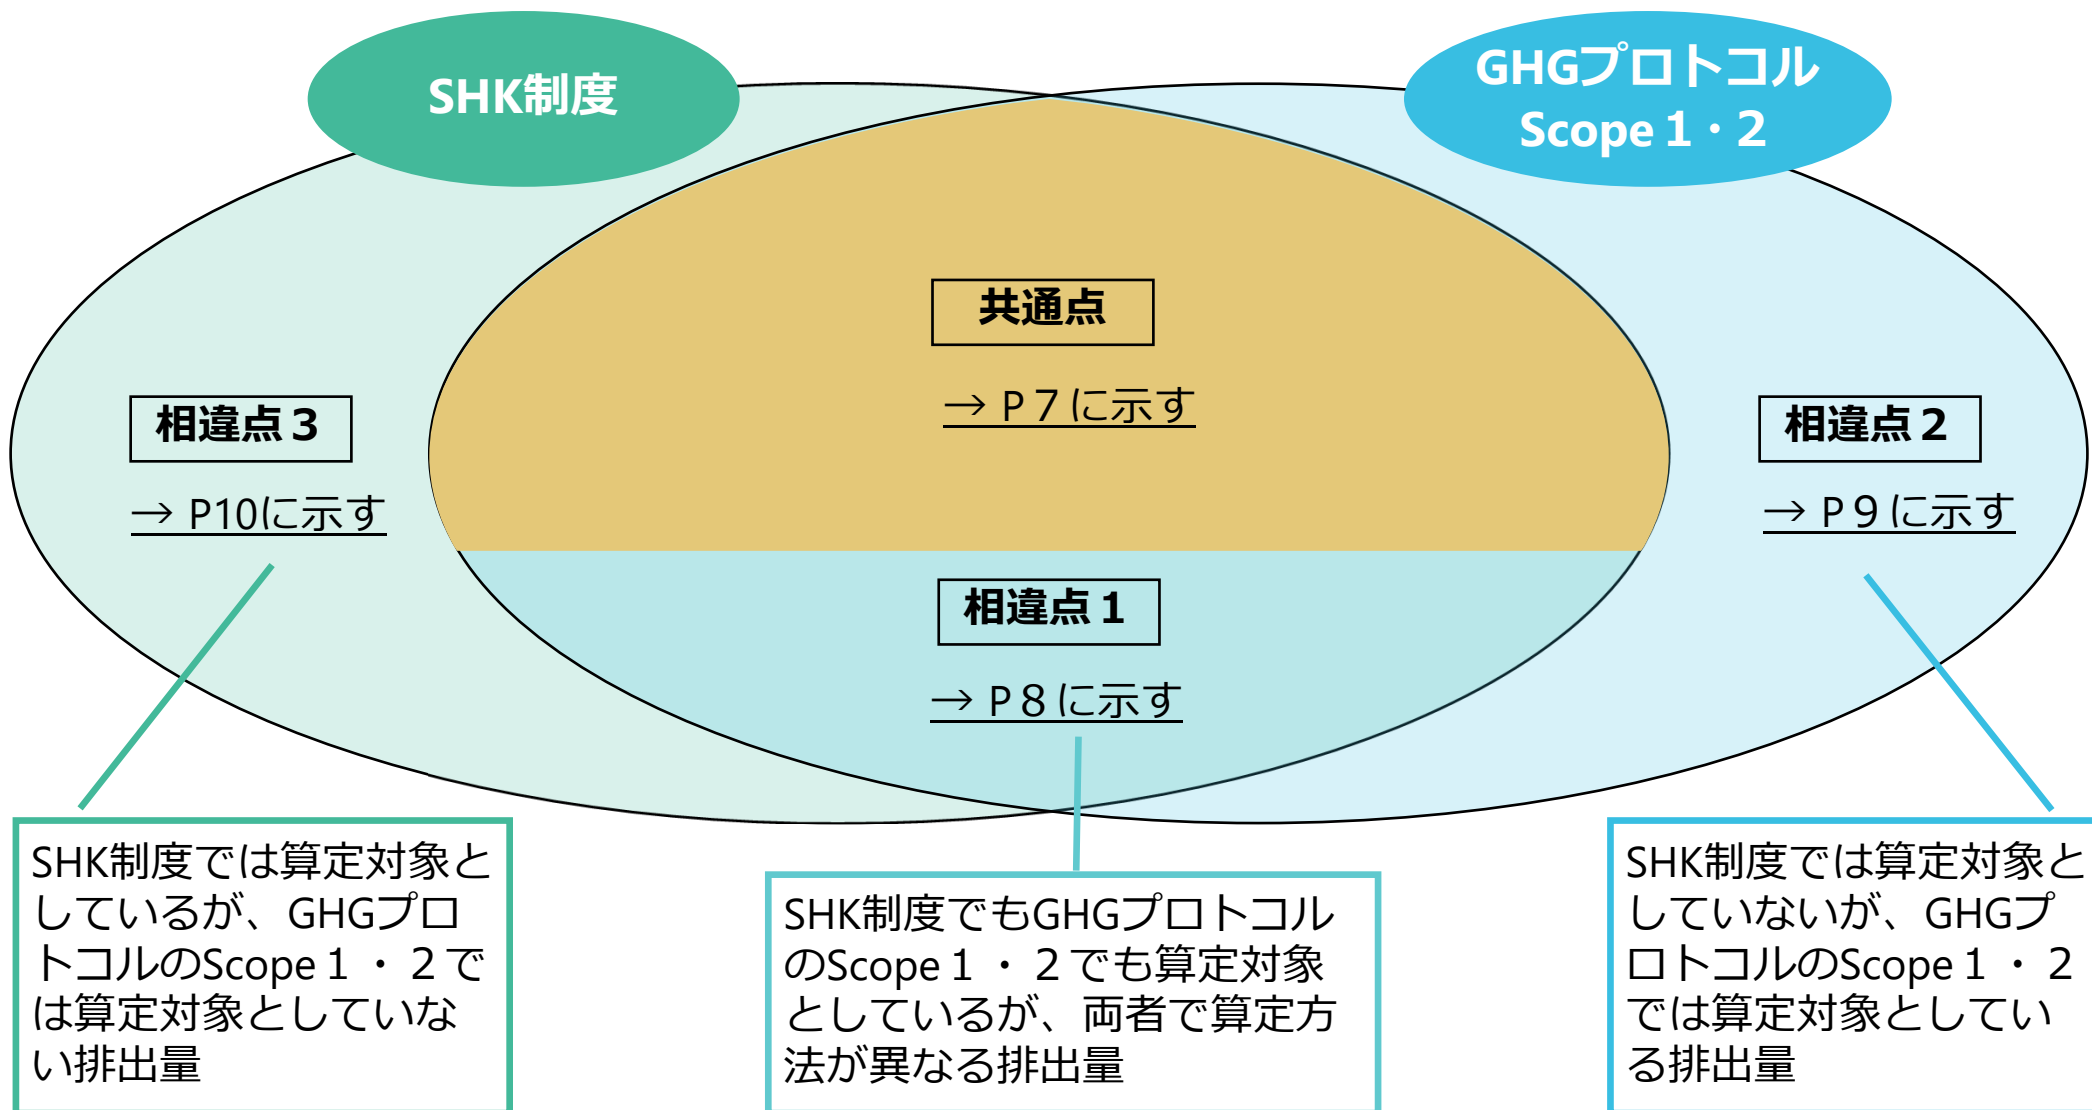 SHK制度
GHGプロトコル
Scope１・２
共通点
→ P７に示す
相違点３
→ P10に示す
相違点２
→ P９に示す
相違点１
→ P８に示す
SHK制度では算定対象と
しているが、GHGプロ
トコルのScope１・２で
は算定対象としていな
い排出量
SHK制度でもGHGプロトコル
のScope１・２でも算定対象
としているが、両者で算定方
法が異なる排出量
SHK制度では算定対象と
していないが、GHGプ
ロトコルのScope１・２
では算定対象としてい
る排出量